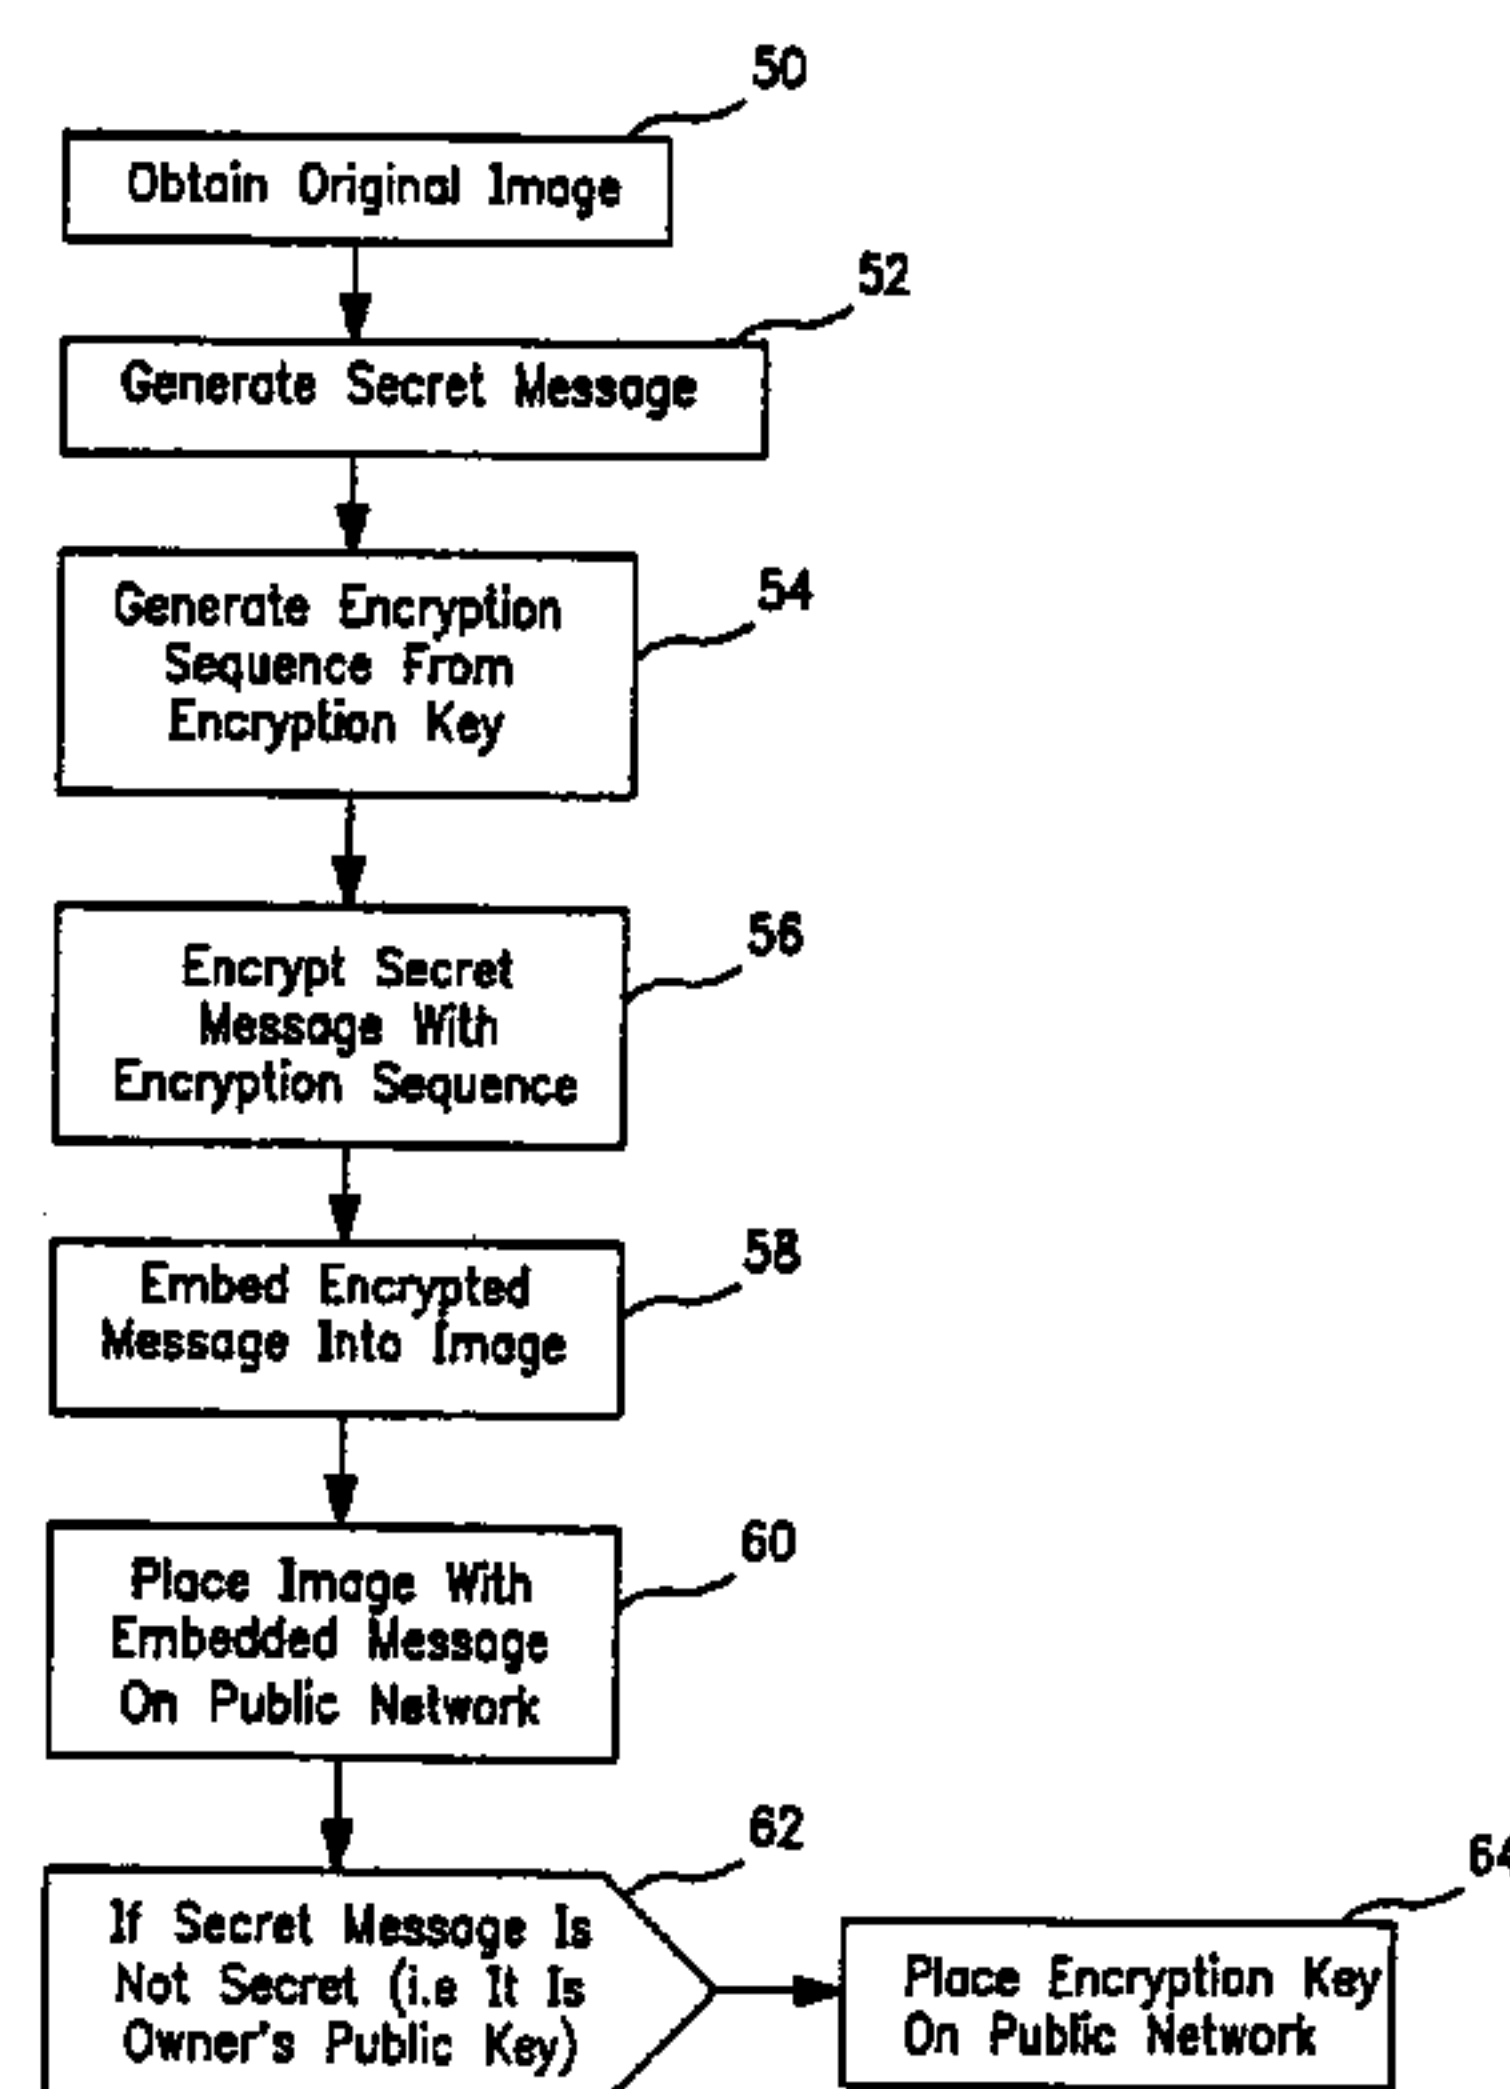 50
Obtain Original Image
52
Generate Secret Message
54
Generate Encryption
Sequence From
Encryption Key
56
Encrypt Secret
Message With
Encryption Sequence
58
Embed Encrypted
Message Into Image
60
Place Image With
Embedded Message
On Public Network
62
If Secret Message Is
Not Secret (i.e It Is
Owner's Public Key)
64
Place Encryption Key
On Public Network